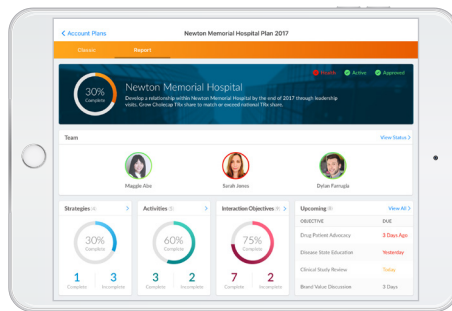 Account Plans
Newton Memorial Hospital Plan 2017
Report
30%
Complete
Newton Memorial Hospital
Develop a relationship within Newton Memorial Hospital by the end of 2017 through leadership
visits. Grow Cholecap TRx share to match or exceed national TRx share.
Health
Active
Approved
Team
View Status
Maggie Alex
Sarah Jones
Dylan Farrugia
Strategies
30%
Complete
1
Complete
3
Incomplete
Activities
60%
Complete
3
Complete
2
Incomplete
Interaction Objectives
75%
Complete
7
Complete
2
Incomplete
Upcoming
View All
OBJECTIVE
DUE
Drug Patient Advocacy
3 Days Ago
Disease State Education
Yesterday
Clinical Study Review
Today
Brand Value Discussion
3 Days